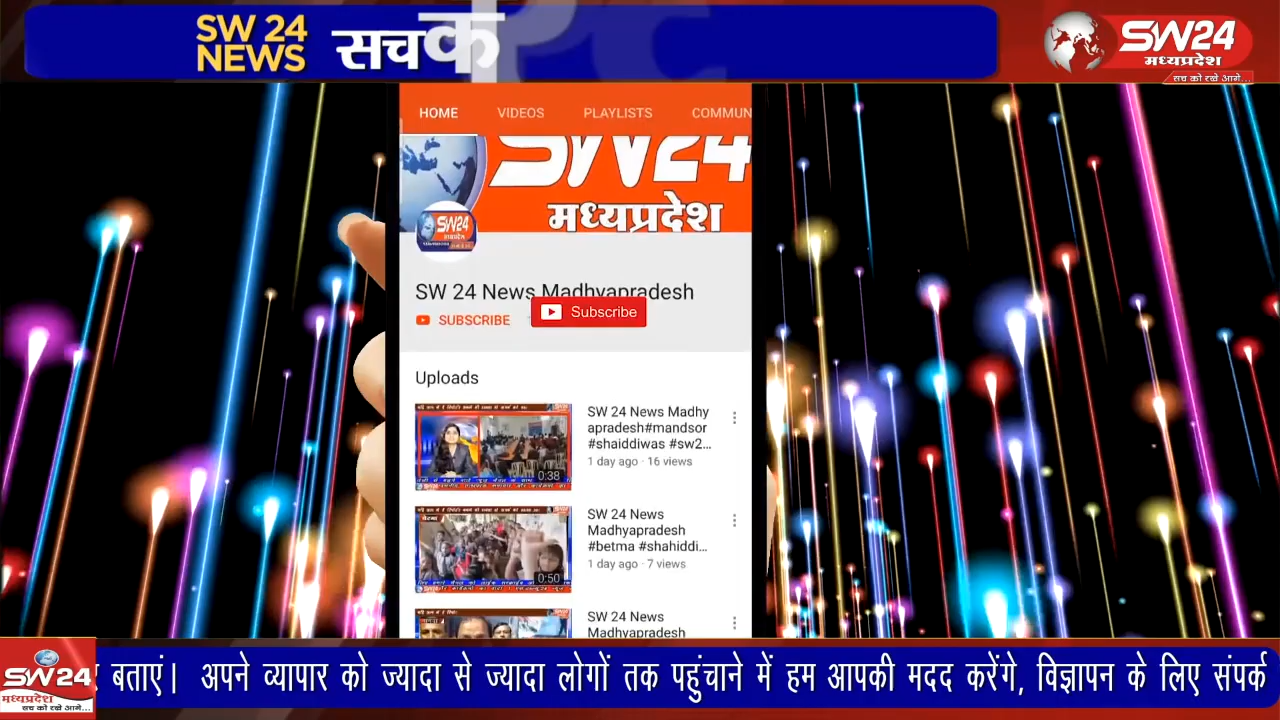 SW 24
NEWS
सच क
SW24
मध्यप्रदेश
सच को रखे आगे...
HOME VIDEOS PLAYLISTS COMMUN
SW24
मध्यप्रदेश
SW24
SW 24 News Madhyapradesh
SUBSCRIBE
Subscribe
Uploads
SW 24 News Madhy
apradesh#mandsor
#shaiddiwas #sw2...
1 day ago · 16 views
0:38
SW 24 News
Madhyapradesh
#betma #shahiddi...
1 day ago · 7 views
0:50
SW 24 News
Madhyapradesh
SW24
मध्यप्रदेश
सच को रखे आगे...
बताएं। अपने व्यापार को ज्यादा से ज्यादा लोगों तक पहुंचाने में हम आपकी मदद करेंगे, विज्ञापन के लिए संपर्क